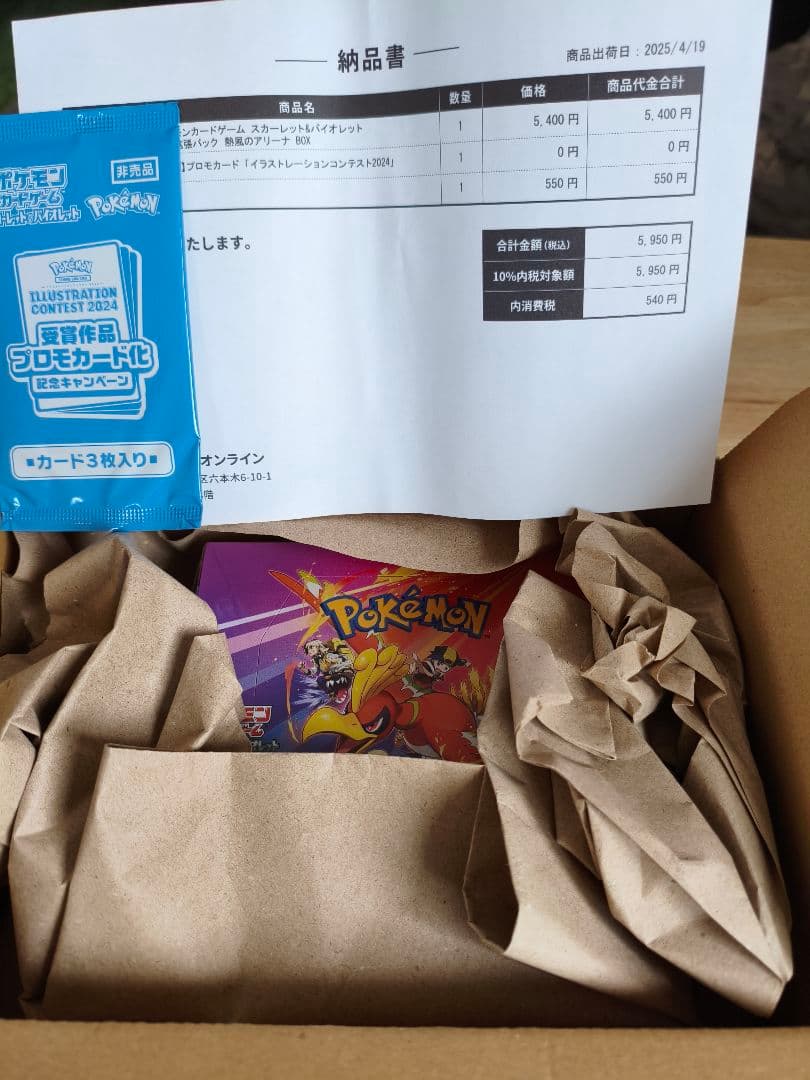 納品書
商品出荷日：2025/4/19
商品名 数量 価格 商品代金合計
ンカードゲーム スカーレット&バイオレット
張パック 熱風のアリーナ BOX 1 5,400 円 5,400 円
】プロモカード「イラストレーションコンテスト2024」 1 0 円 0 円
1 550 円 550 円
たします。
合計金額(税込) 5,950 円
10%内税対象額 5,950 円
内消費税 540 円
オンライン
区六本木6-10-1
階
非売品
ポケモン
カードゲーム
POKéMON
POKéMON
ILLUSTRATION
CONTEST 2024
受賞作品
プロモカード化
記念キャンペーン
■カード3枚入り■
POKéMON